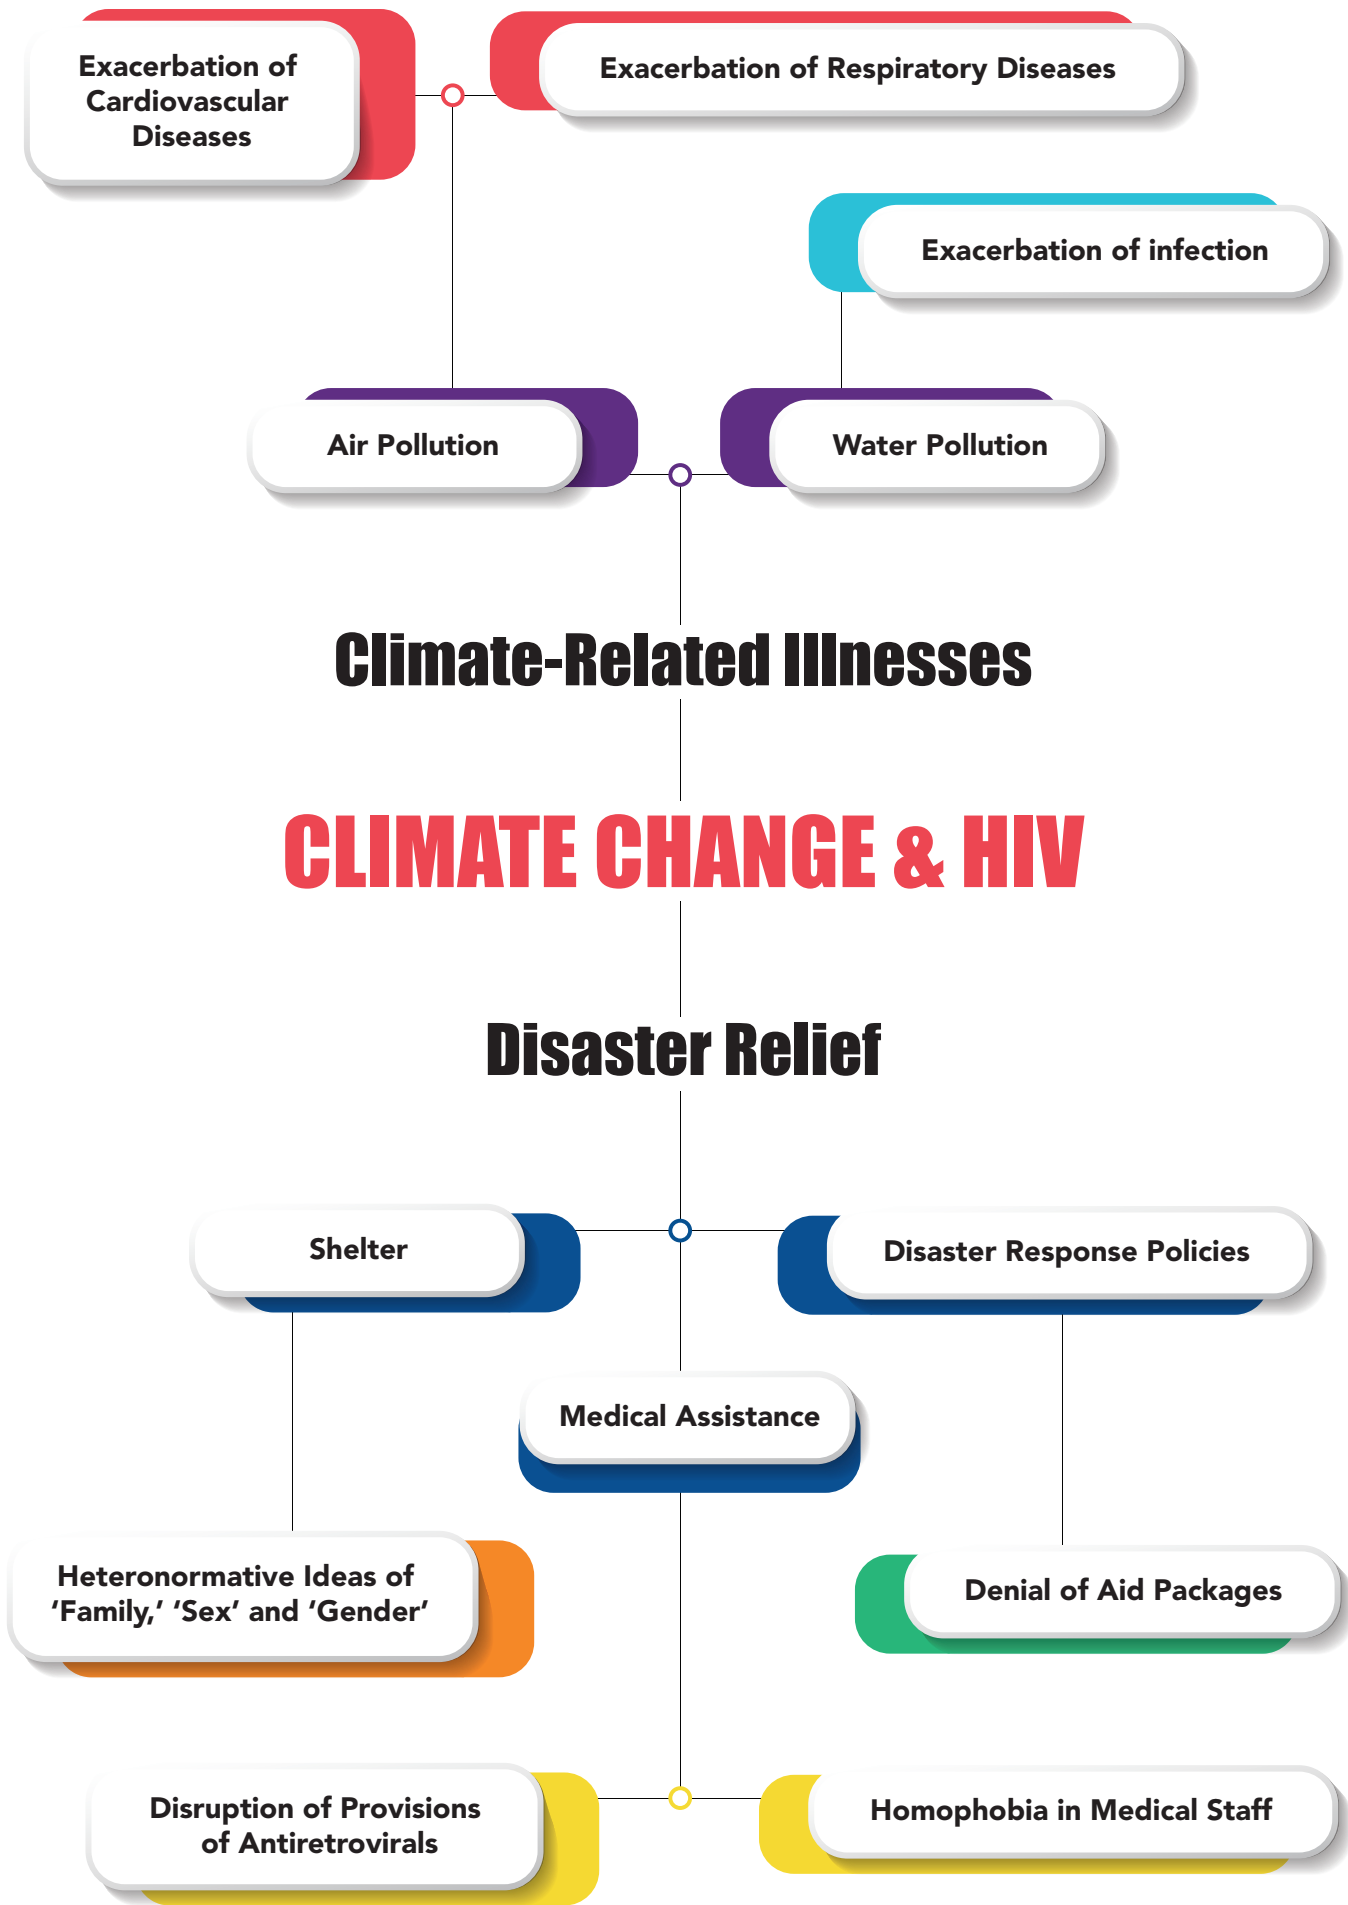 Exacerbation of
Cardiovascular
Diseases
Exacerbation of Respiratory Diseases
Exacerbation of infection
Air Pollution
Water Pollution
Climate-Related Illnesses
CLIMATE CHANGE & HIV
Disaster Relief
Shelter
Disaster Response Policies
Medical Assistance
Heteronormative Ideas of
‘Family,’ ‘Sex’ and ‘Gender’
Denial of Aid Packages
Disruption of Provisions
of Antiretrovirals
Homophobia in Medical Staff